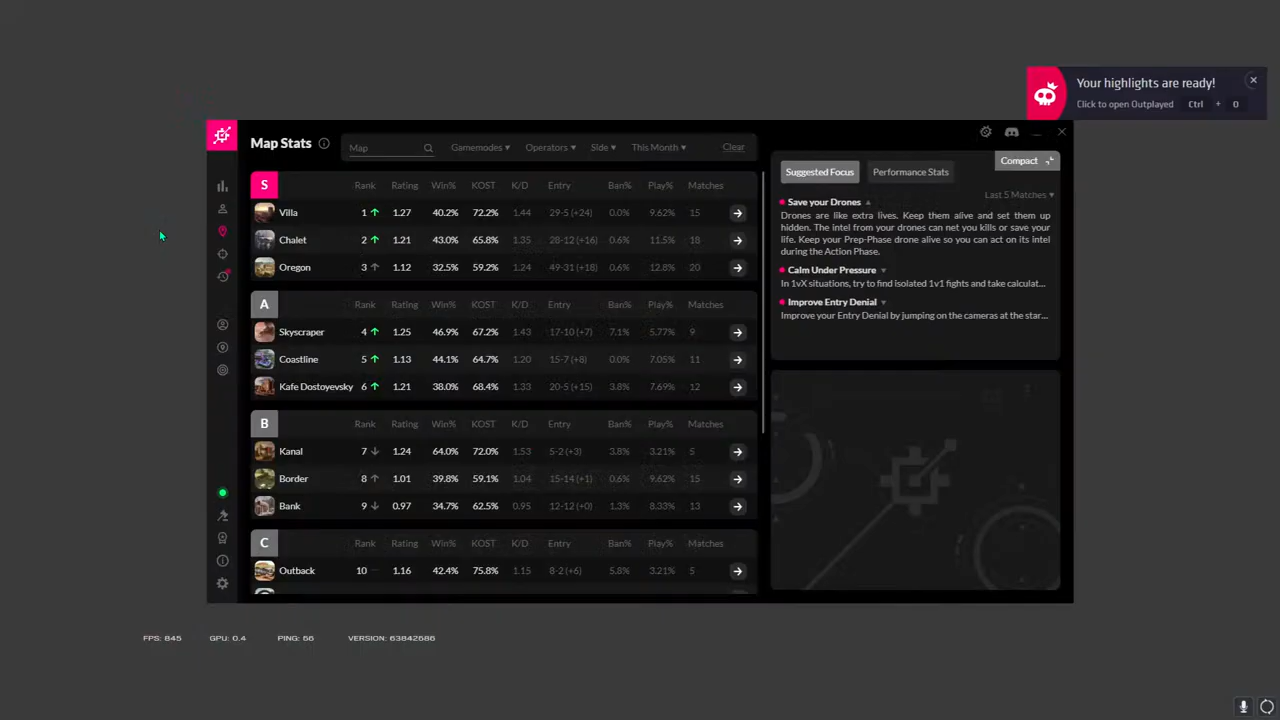 Your highlights are ready!
Click to open Outplayed Ctrl + O
Map Stats
Map Gamemodes Operators Side This Month Clear
S Rank Rating Win% KOST K/D Entry Ban% Play% Matches
Villa 1 1.27 40.2% 72.2% 1.44 29-5 (+24) 0.0% 9.62% 15
Chalet 2 1.21 43.0% 65.8% 1.35 28-12 (+16) 0.6% 11.5% 18
Oregon 3 1.12 32.5% 59.2% 1.24 49-31 (+18) 0.6% 12.8% 20
A Rank Rating Win% KOST K/D Entry Ban% Play% Matches
Skyscraper 4 1.25 46.9% 67.2% 1.43 17-10 (+7) 7.1% 5.77% 9
Coastline 5 1.13 44.1% 64.7% 1.20 15-7 (+8) 0.0% 7.05% 11
Kafe Dostoyevsky 6 1.21 38.0% 68.4% 1.33 20-5 (+15) 3.8% 7.69% 12
B Rank Rating Win% KOST K/D Entry Ban% Play% Matches
Kanal 7 1.24 64.0% 72.0% 1.53 5-2 (+3) 3.8% 3.21% 5
Border 8 1.01 39.8% 59.1% 1.04 15-14 (+1) 0.6% 9.62% 15
Bank 9 0.97 34.7% 62.5% 0.95 12-12 (+0) 1.3% 8.33% 13
C Rank Rating Win% KOST K/D Entry Ban% Play% Matches
Outback 10 1.16 42.4% 75.8% 1.15 8-2 (+6) 5.8% 3.21% 5
Compact
Suggested Focus Performance Stats
Last 5 Matches
Save your Drones
Drones are like extra lives. Keep them alive and set them up
hidden. The intel from your drones can net you kills or save your
life. Keep your Prep-Phase drone alive so you can act on its intel
during the Action Phase.
Calm Under Pressure
In 1vX situations, try to find isolated 1v1 fights and take calculat...
Improve Entry Denial
Improve your Entry Denial by jumping on the cameras at the star...
FPS: 845 GPU: 0.4 PING: 56 VERSION: 63842686